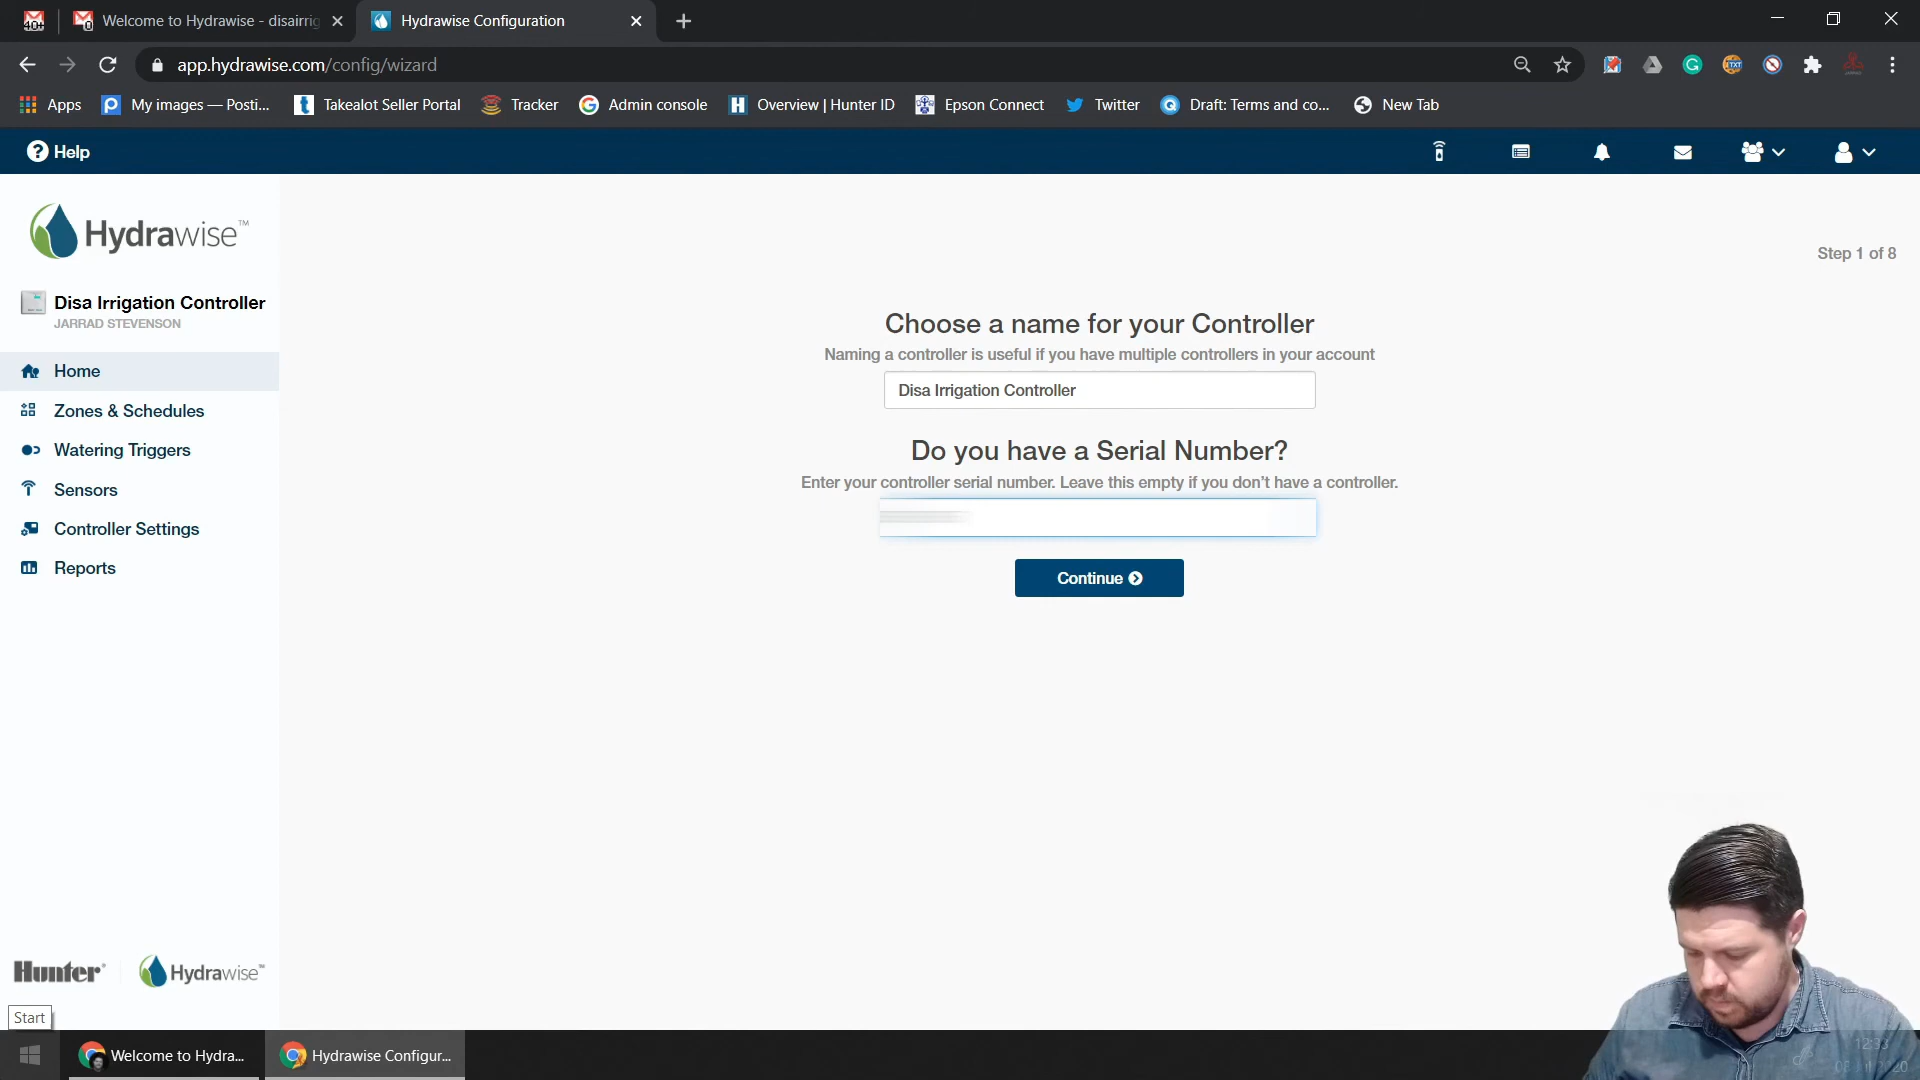 40+
Welcome to Hydrawise - disairrig
Hydrawise Configuration
app.hydrawise.com/config/wizard
Apps
My images — Posti...
Takealot Seller Portal
Tracker
Admin console
Overview | Hunter ID
Epson Connect
Twitter
Draft: Terms and co...
New Tab
Help
Hydrawise™
Step 1 of 8
Disa Irrigation Controller
JARRAD STEVENSON
Home
Zones & Schedules
Watering Triggers
Sensors
Controller Settings
Reports
Choose a name for your Controller
Naming a controller is useful if you have multiple controllers in your account
Disa Irrigation Controller
Do you have a Serial Number?
Enter your controller serial number. Leave this empty if you don't have a controller.
Continue
Hunter®
Hydrawise™
Start
Welcome to Hydra...
Hydrawise Configur...
12:33